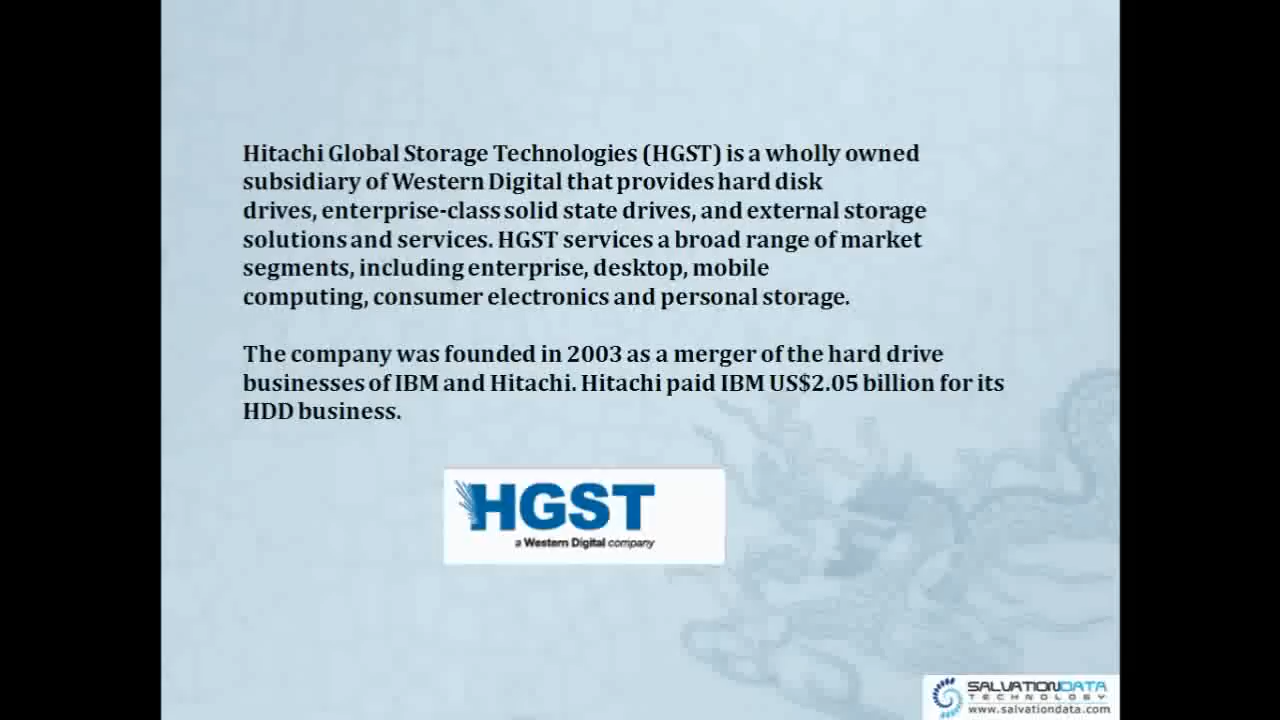 Hitachi Global Storage Technologies (HGST) is a wholly owned
subsidiary of Western Digital that provides hard disk
drives, enterprise-class solid state drives, and external storage
solutions and services. HGST services a broad range of market
segments, including enterprise, desktop, mobile
computing, consumer electronics and personal storage.
The company was founded in 2003 as a merger of the hard drive
businesses of IBM and Hitachi. Hitachi paid IBM US$2.05 billion for its
HDD business.
HGST
a Western Digital company
SALVATIONDATA
TECHNOLOGY
www.salvationdata.com